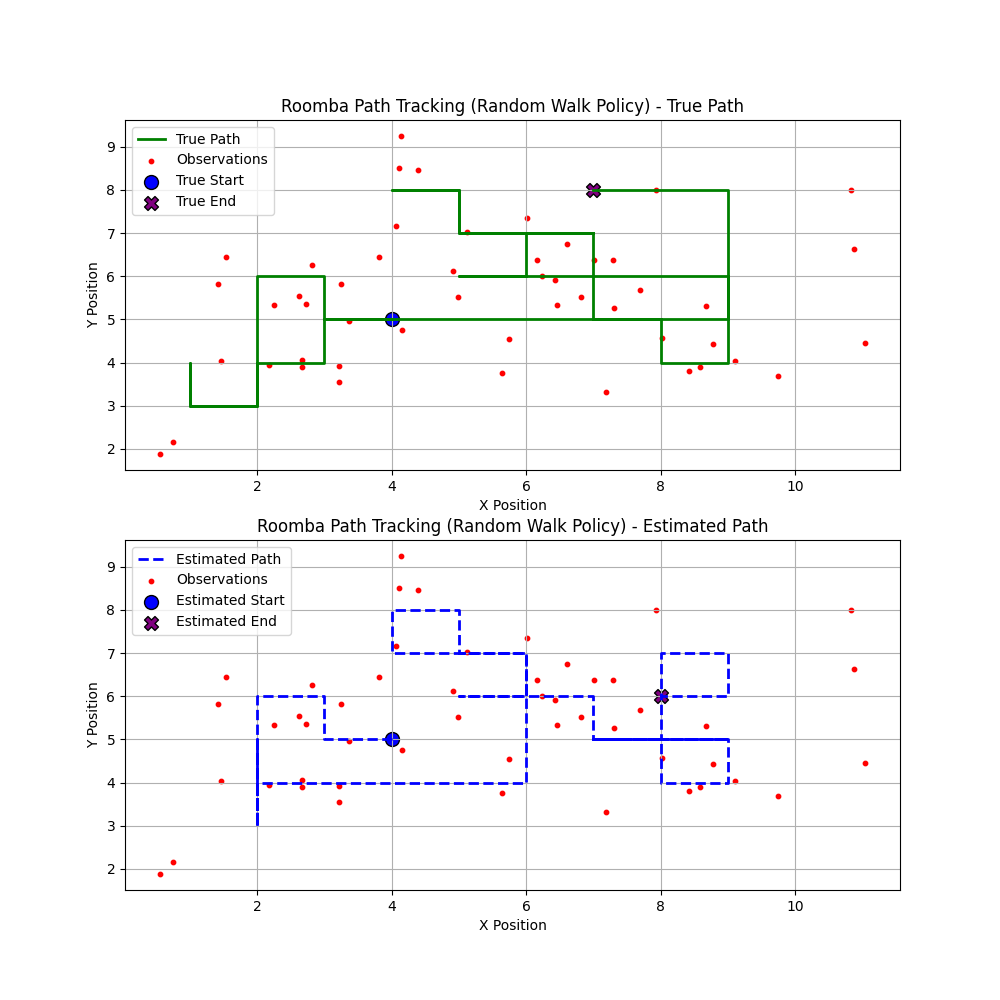 Roomba Path Tracking (Random Walk Policy) - True Path
True Path
Observations
True Start
True End
9
8
7
6
5
4
3
2
Y Position
2 4 6 8 10
X Position
Roomba Path Tracking (Random Walk Policy) - Estimated Path
Estimated Path
Observations
Estimated Start
Estimated End
9
8
7
6
5
4
3
2
Y Position
2 4 6 8 10
X Position